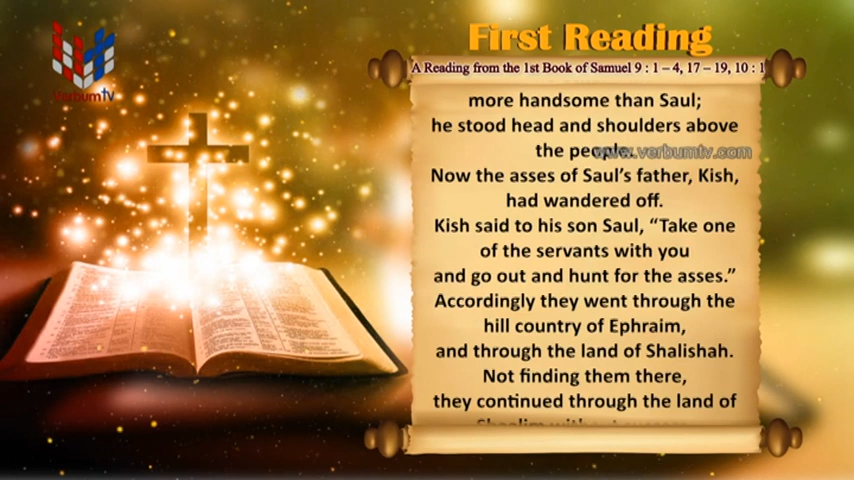 verbumtv
First Reading
A Reading from the 1st Book of Samuel 9 : 1 – 4, 17 – 19, 10 : 1
more handsome than Saul;
he stood head and shoulders above
the people.
www.verbumtv.com
Now the asses of Saul’s father, Kish,
had wandered off.
Kish said to his son Saul, “Take one
of the servants with you
and go out and hunt for the asses.”
Accordingly they went through the
hill country of Ephraim,
and through the land of Shalishah.
Not finding them there,
they continued through the land of